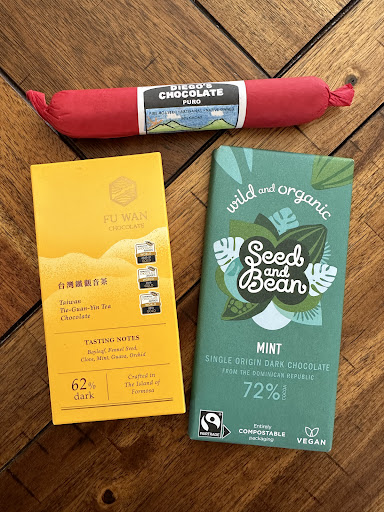 DIEGO'S
CHOCOLATE
PURO
FU WAN
CHOCOLATE
台灣鐵觀音茶
Taiwan
Tie-Guan-Yin Tea
Chocolate
TASTING NOTES
Bayleaf, Fennel Seed,
Clove, Mint, Guava, Orchid
62%
dark
Crafted in
The Island of
Formosa
wild and organic
Seed
and
Bean
MINT
SINGLE ORIGIN DARK CHOCOLATE
FROM THE DOMINICAN REPUBLIC
72%
COCOA
FAIRTRADE
Entirely
COMPOSTABLE
packaging
VEGAN